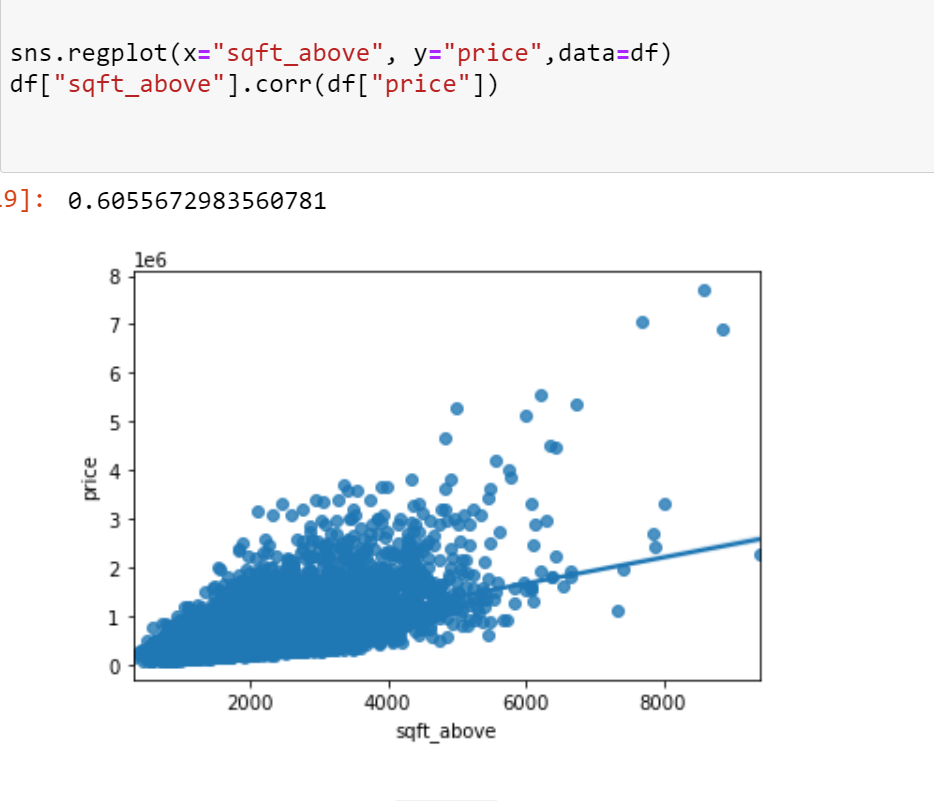 sns.regplot(x="sqft_above", y="price",data=df)
df["sqft_above"].corr(df["price"])
9]: 0.6055672983560781
1e6
8
7
6
5
4
3
2
1
0
price
2000 4000 6000 8000
sqft_above